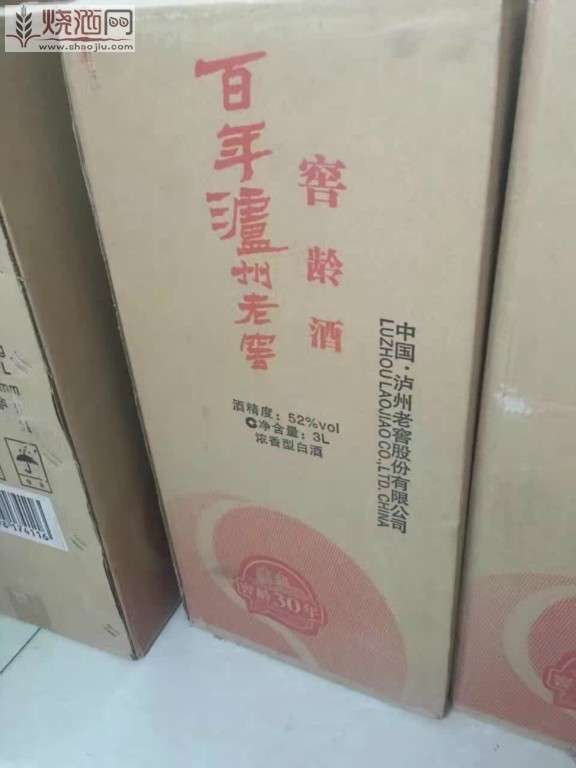 烧酒网
www.shaojiu.com
百年泸州老窖
窖龄酒
酒精度：52%vol
净含量：3L
浓香型白酒
中国·泸州老窖股份有限公司
LUZHOU LAOJIAO CO.,LTD.CHINA
窖龄30年
L
mm